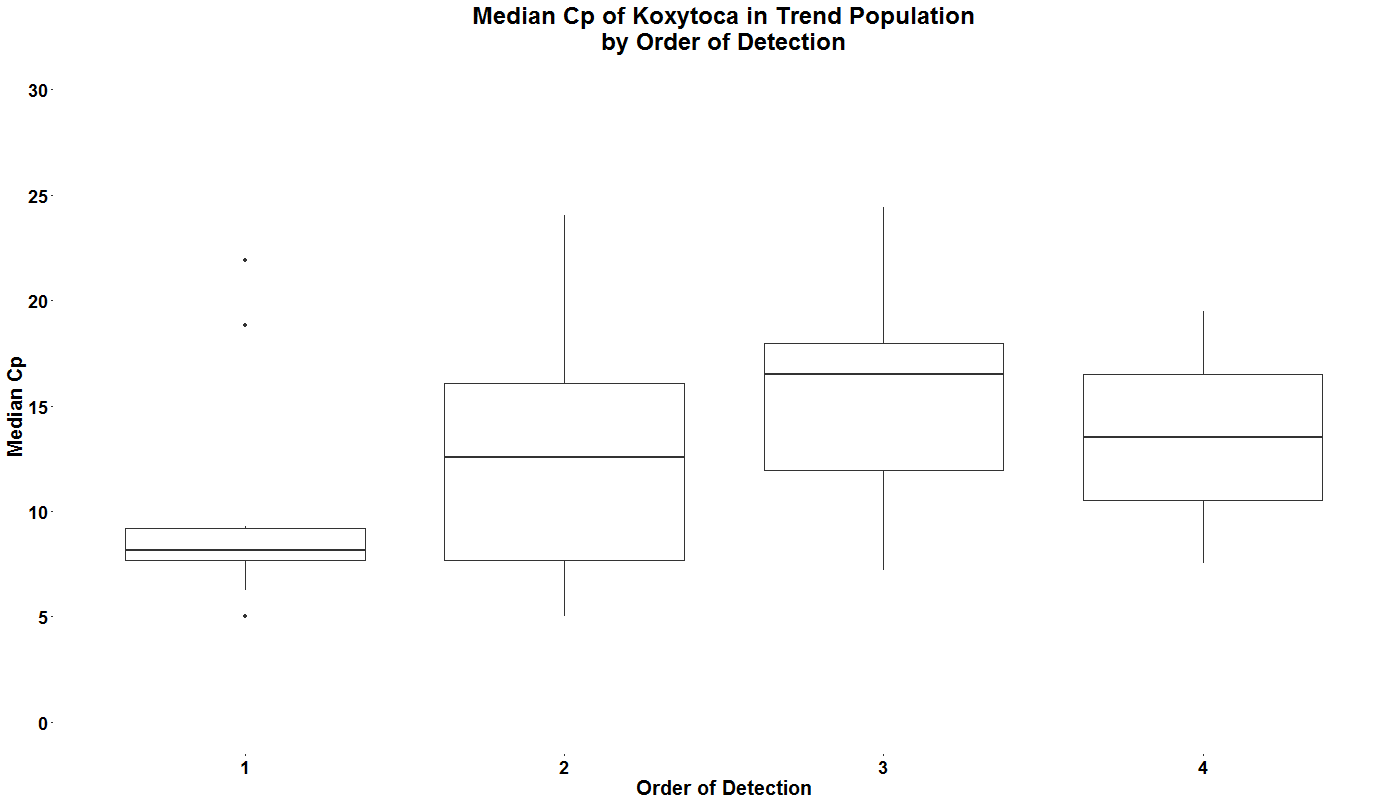 Median Cp of Koxytoca in Trend Population
by Order of Detection
30
25
20
15
10
5
0
Median Cp
1 2 3 4
Order of Detection